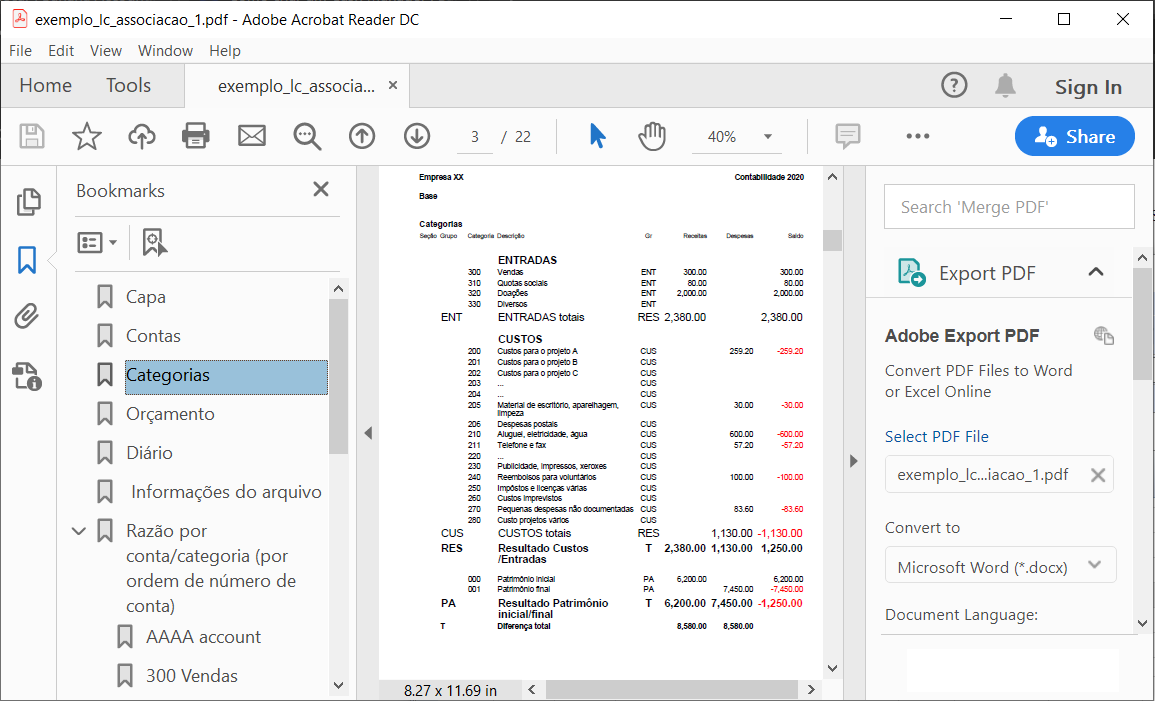 exemplo_lc_associacao_1.pdf - Adobe Acrobat Reader DC
File Edit View Window Help
Home Tools exemplo_lc_associa... × Sign In
3 / 22 40% Share
Bookmarks
Capa
Contas
Categorias
Orçamento
Diário
Informações do arquivo
Razão por
conta/categoria (por
ordem de número de
conta)
AAAA account
300 Vendas
Empresa XX Contabilidade 2020
Base
Categorias
Seção Grupo Categoria Descrição Gr Receitas Despesas Saldo
ENTRADAS
300 Vendas ENT 300.00 300.00
310 Quotas sociais ENT 80.00 80.00
320 Doações ENT 2,000.00 2,000.00
330 Diversos ENT
ENT ENTRADAS totais RES 2,380.00 2,380.00
CUSTOS
200 Custos para o projeto A CUS 259.20 -259.20
201 Custos para o projeto B CUS
202 Custos para o projeto C CUS
203 ... CUS
204 ... CUS
205 Material de escritório, aparelhagem, CUS 30.00 -30.00
limpeza
206 Despesas postais CUS
210 Aluguel, eletricidade, água CUS 600.00 -600.00
211 Telefone e fax CUS 57.20 -57.20
220 ... CUS
230 Publicidade, impressos, xeroxes CUS
240 Reembolsos para voluntários CUS 100.00 -100.00
250 Impôstos e licenças várias CUS
260 Custos imprevistos CUS
270 Pequenas despesas não documentadas CUS 83.60 -83.60
280 Custo projetos vários CUS
CUS CUSTOS totais RES 1,130.00 -1,130.00
RES Resultado Custos T 2,380.00 1,130.00 1,250.00
/Entradas
000 Patrimônio inicial PA 6,200.00 6,200.00
001 Patrimônio final PA 7,450.00 -7,450.00
PA Resultado Patrimônio T 6,200.00 7,450.00 -1,250.00
inicial/final
T Diferença total 8,580.00 8,580.00
8.27 x 11.69 in
Search 'Merge PDF'
Export PDF
Adobe Export PDF
Convert PDF Files to Word
or Excel Online
Select PDF File
exemplo_lc...iacao_1.pdf
Convert to
Microsoft Word (*.docx)
Document Language: